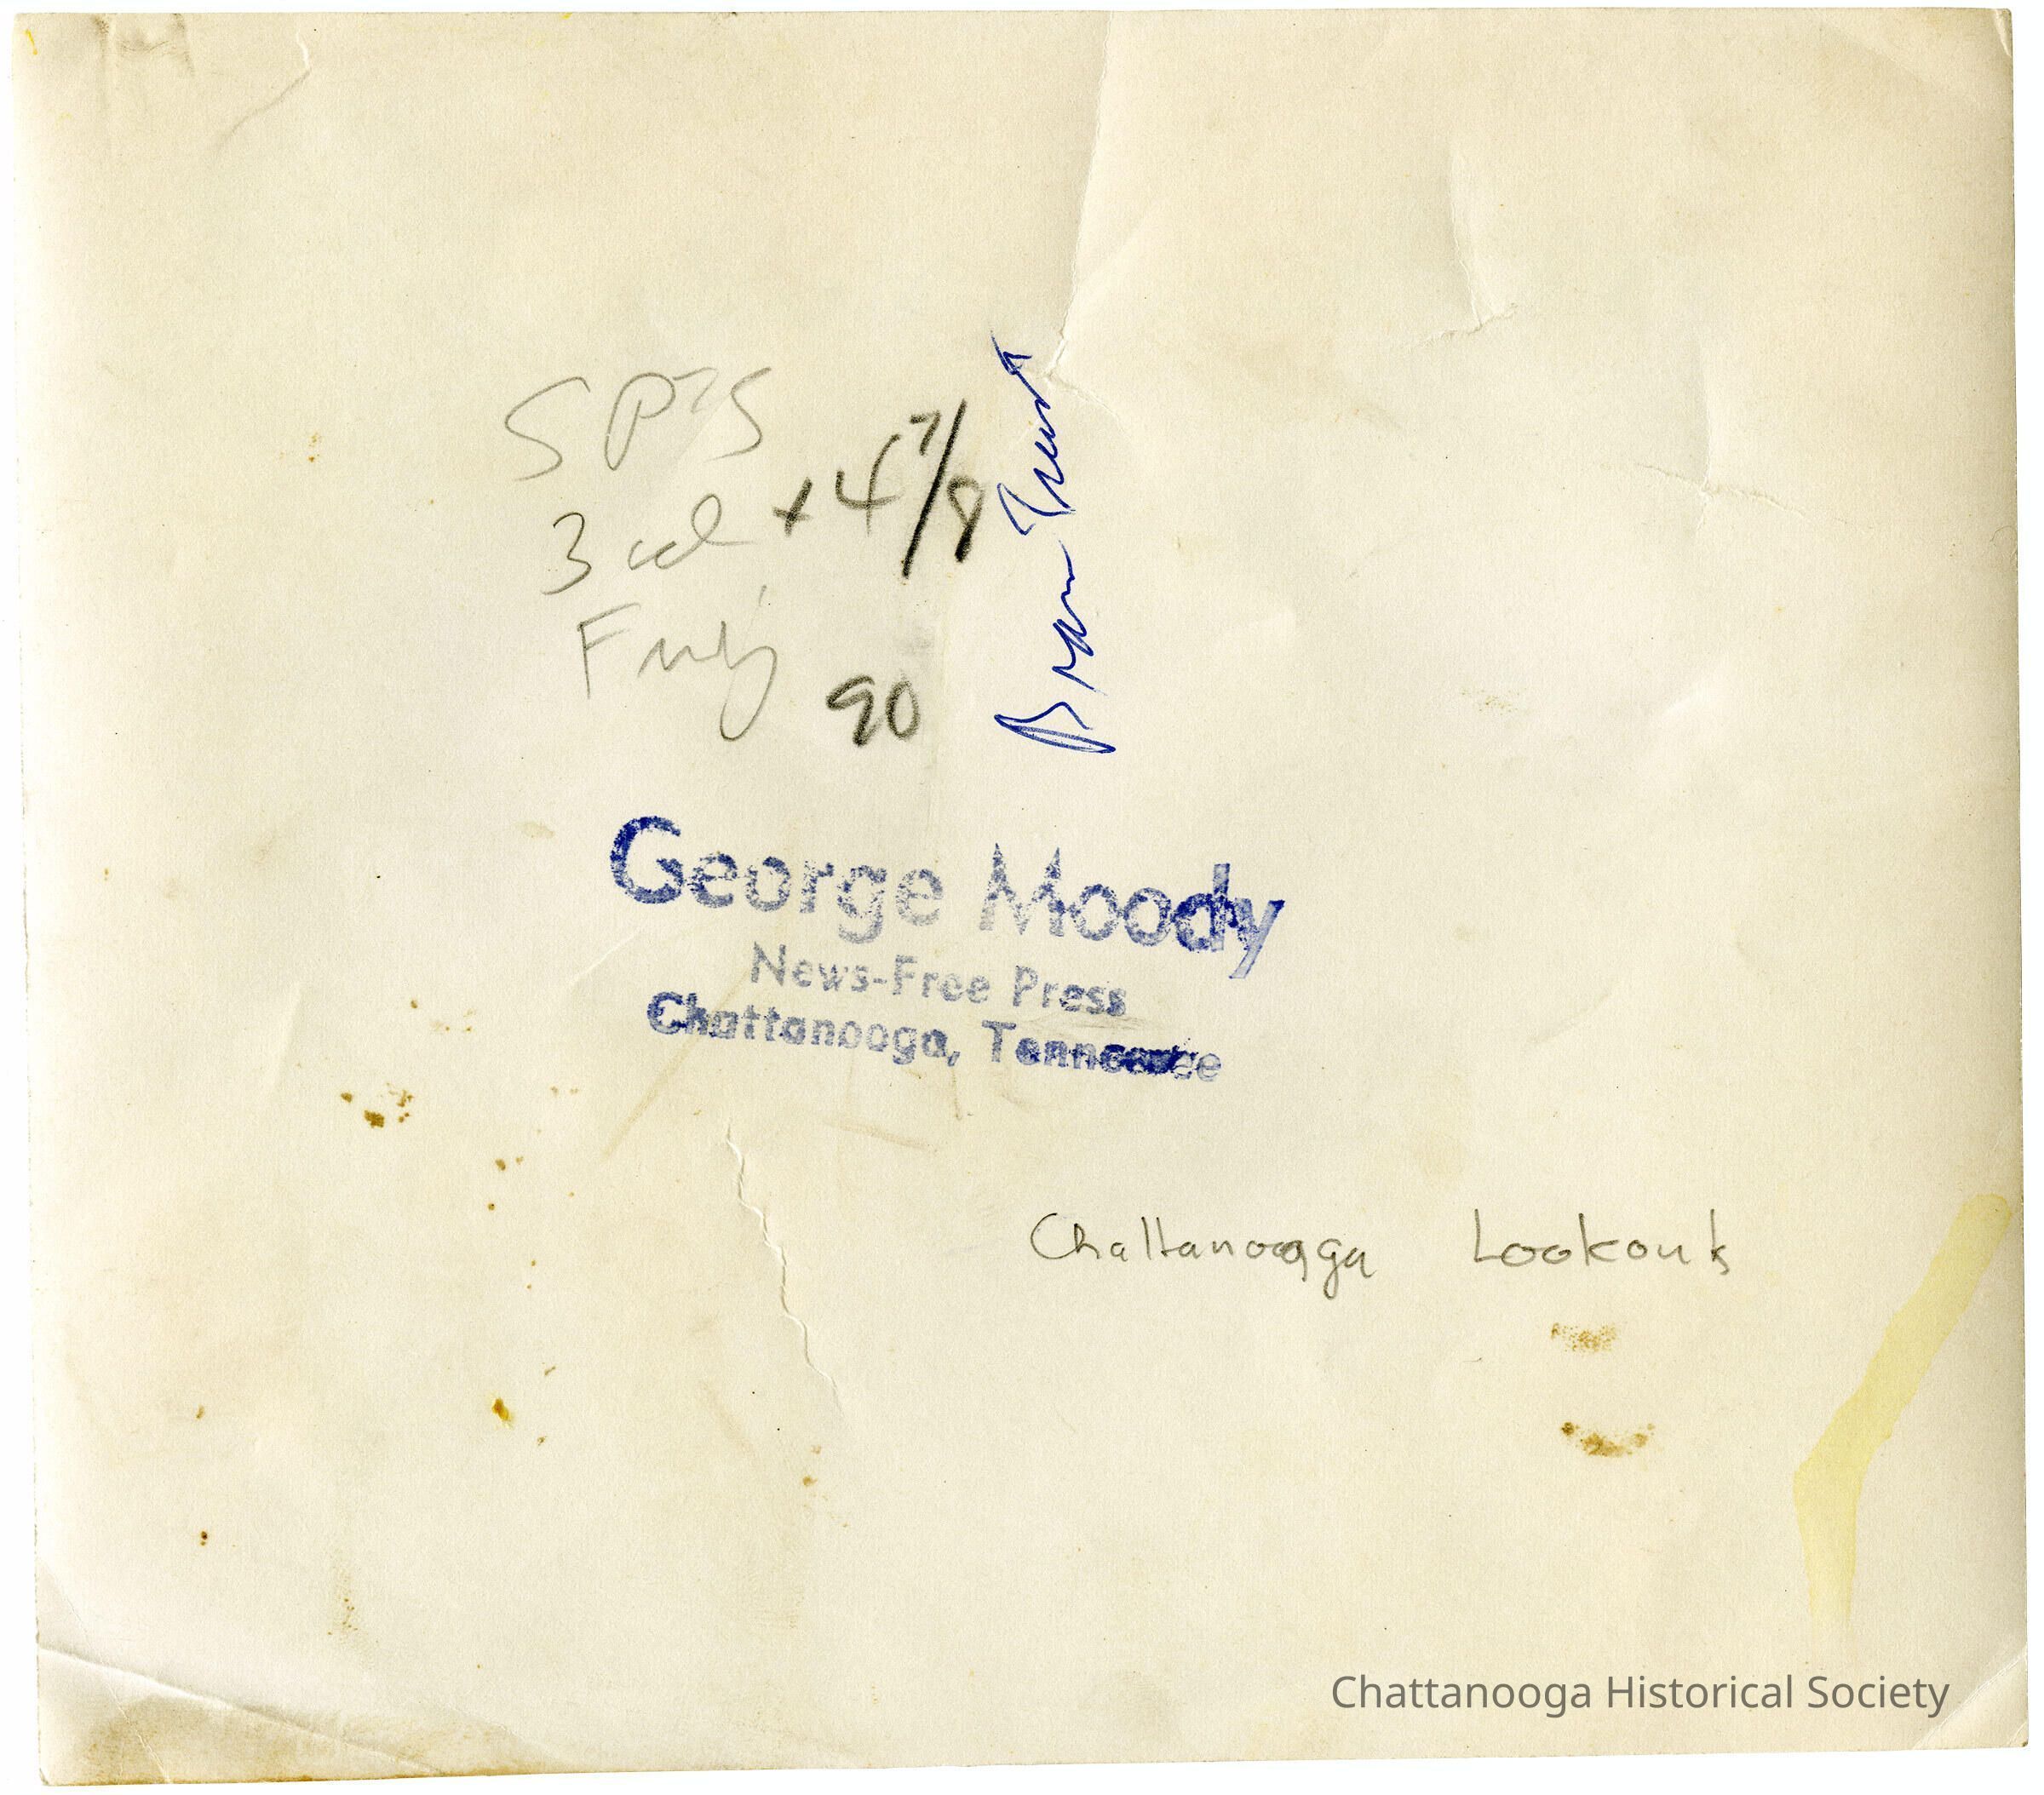 SPTS
3 col x 4 7/8
90
George Moody
News-Free Press
Chattanooga, Tennessee
Chattanooga Lookouts
Chattanooga Historical Society